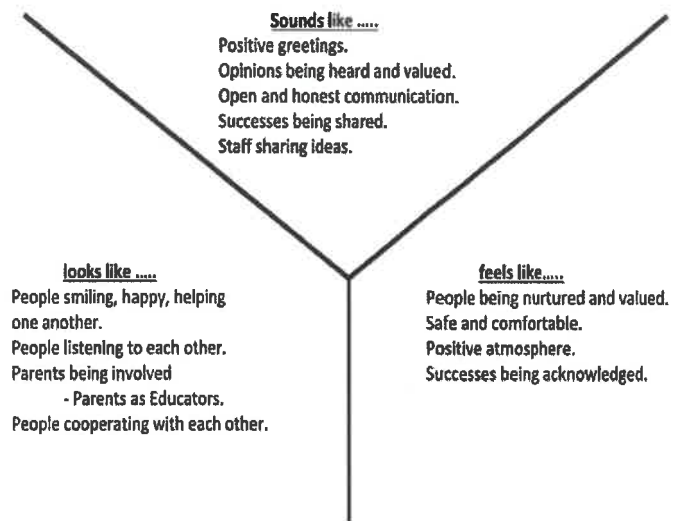 Sounds like .....
Positive greetings.
Opinions being heard and valued.
Open and honest communication.
Successes being shared.
Staff sharing ideas.
looks like .....
People smiling, happy, helping
one another.
People listening to each other.
Parents being involved
- Parents as Educators.
People cooperating with each other.
feels like.....
People being nurtured and valued.
Safe and comfortable.
Positive atmosphere.
Successes being acknowledged.